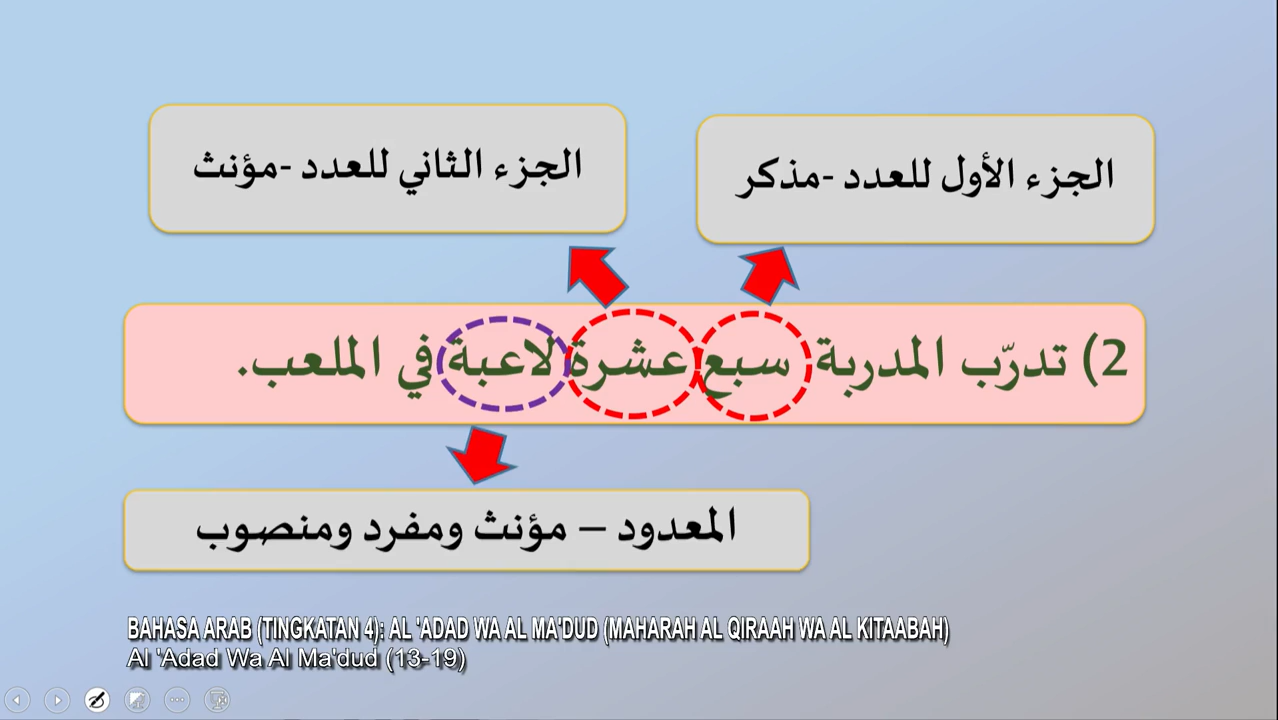 الجزء الأول للعدد -مذكر
الجزء الثاني للعدد -مؤنث
2) تدرّب المدربة سبع عشرة لاعبة في الملعب.
المعدود – مؤنث ومفرد ومنصوب
BAHASA ARAB (TINGKATAN 4): AL 'ADAD WA AL MA'DUD (MAHARAH AL QIRAAH WA AL KITAABAH)
Al 'Adad Wa Al Ma'dud (13-19)